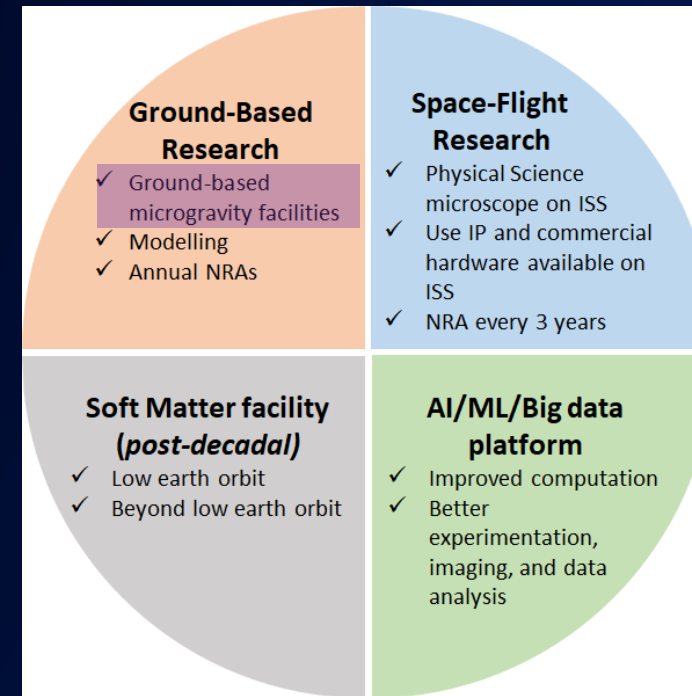 Ground-Based
Research
✓ Ground-based
microgravity facilities
✓ Modelling
✓ Annual NRAs
Space-Flight
Research
✓ Physical Science
microscope on ISS
✓ Use IP and commercial
hardware available on
ISS
✓ NRA every 3 years
Soft Matter facility
(post-decadal)
✓ Low earth orbit
✓ Beyond low earth orbit
AI/ML/Big data
platform
✓ Improved computation
✓ Better
experimentation,
imaging, and data
analysis